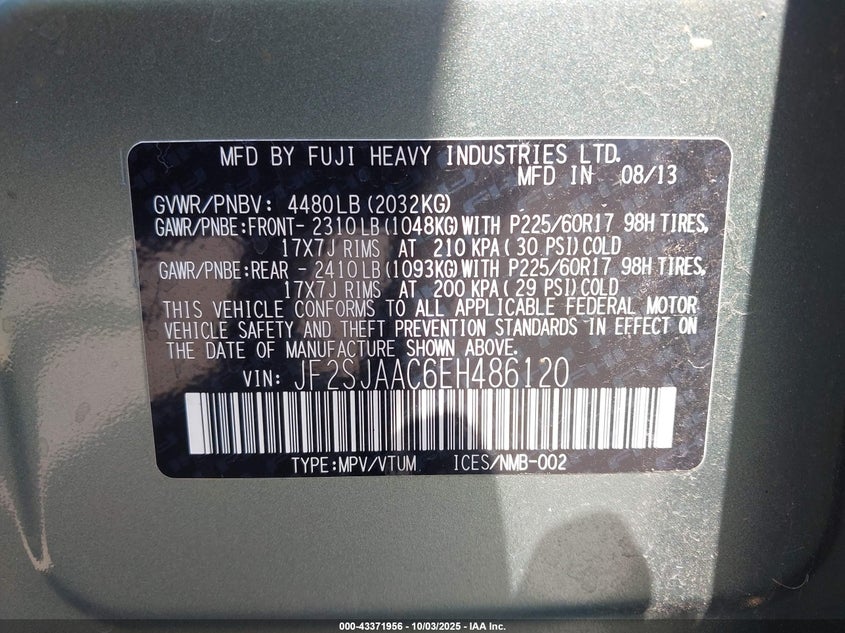 MFD BY FUJI HEAVY INDUSTRIES LTD.
MFD IN 08/13
GVWR/PNBV: 4480LB(2032KG)
GAWR/PNBE:FRONT- 2310LB(1048KG)WITH P225/60R17 98H TIRES,
17X7J RIMS AT 210 KPA( 30 PSI)COLD
GAWR/PNBE:REAR - 2410LB(1093KG)WITH P225/60R17 98H TIRES,
17X7J RIMS AT 200 KPA( 29 PSI)COLD
THIS VEHICLE CONFORMS TO ALL APPLICABLE FEDERAL MOTOR
VEHICLE SAFETY AND THEFT PREVENTION STANDARDS IN EFFECT ON
THE DATE OF MANUFACTURE SHOWN ABOVE.
VIN: JF2SJAAC6EH486120
TYPE:MPV/VTUM ICES/NMB-002
000-43371956 - 10/03/2025 - IAA Inc.